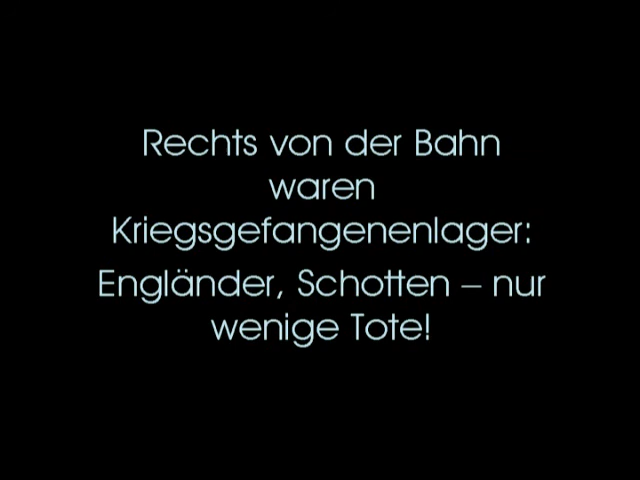 Rechts von der Bahn
waren
Kriegsgefangenenlager:
Engländer, Schotten – nur
wenige Tote!